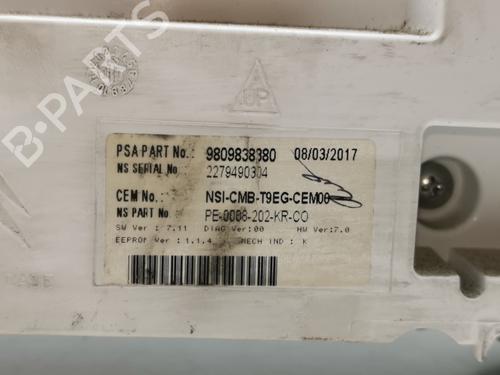 B-PARTS
UP
PSA PART No.: 9809838380 08/03/2017
NS SERIAL No.: 2279490304
CEM No.: NSI-CMB-T9EG-CEM00
NS PART No.: PE-0008-202-KR-CO
SW Ver : 7.11 DIAG Ver:00 HW Ver:7.0
EEPROM Ver : 1.1.4 MECH IND : K